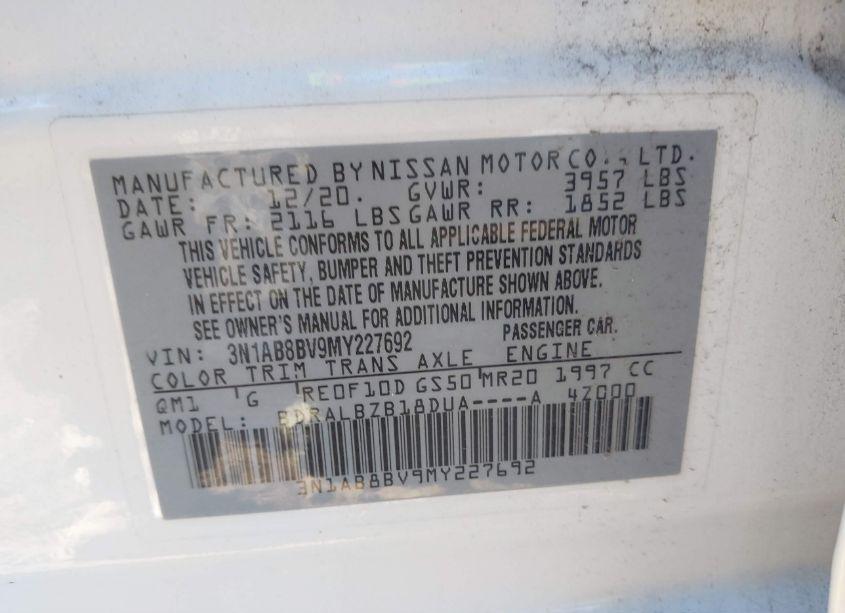 MANUFACTURED BY NISSAN MOTOR CO., LTD.
DATE: 12/20. GVWR: 3957 LBS
GAWR FR: 2116 LBS GAWR RR: 1852 LBS
THIS VEHICLE CONFORMS TO ALL APPLICABLE FEDERAL MOTOR
VEHICLE SAFETY, BUMPER AND THEFT PREVENTION STANDARDS
IN EFFECT ON THE DATE OF MANUFACTURE SHOWN ABOVE.
SEE OWNER'S MANUAL FOR ADDITIONAL INFORMATION.
VIN: 3N1AB8BV9MY227692 PASSENGER CAR.
COLOR TRIM TRANS AXLE ENGINE
QM1 G RE0F10D GS50 MR20 1997 CC
MODEL: BDRALBZB18DUA----A 4Z000
3N1AB8BV9MY227692